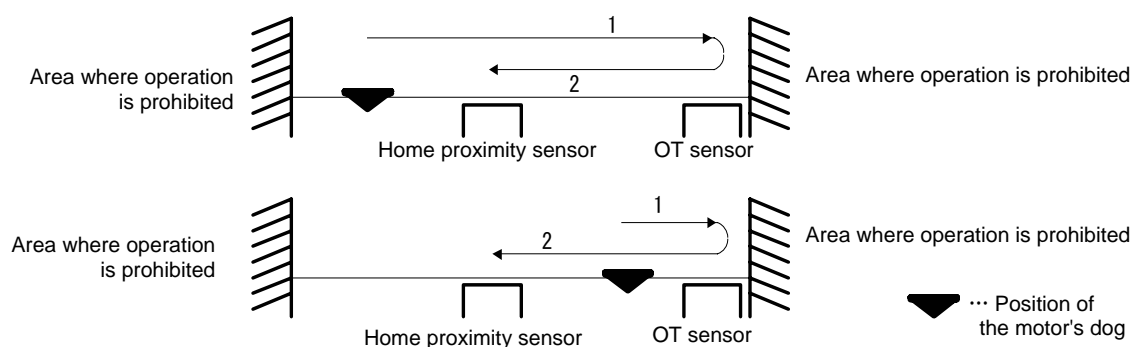 1
Area where operation
is prohibited
Area where operation is prohibited
2
Home proximity sensor
OT sensor
1
Area where operation
is prohibited
Area where operation is prohibited
2
Home proximity sensor
OT sensor
··· Position of
the motor's dog